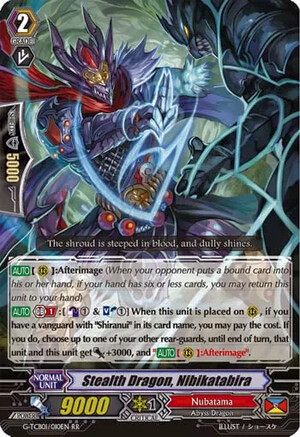 2
GRADE
5000
The shroud is steeped in blood, and dully shines.
AUTO [ R ]:Afterimage (When your opponent puts a bound card into
his or her hand, if your hand has six or less cards, you may return this
unit to your hand)
AUTO [ R ]:[ 1 & V 1] When this unit is placed on R , if you
have a vanguard with "Shiranui" in its card name, you may pay the cost. If
you do, choose up to one of your other rear-guards, until end of turn, that
unit and this unit get +3000, and " AUTO [ R ]:Afterimage".
NORMAL UNIT
Stealth Dragon, Nibikatabira
9000
1
CRITICAL
Nubatama
Abyss Dragon
G-TCB01/010EN RR
ILLUST / ショースケ